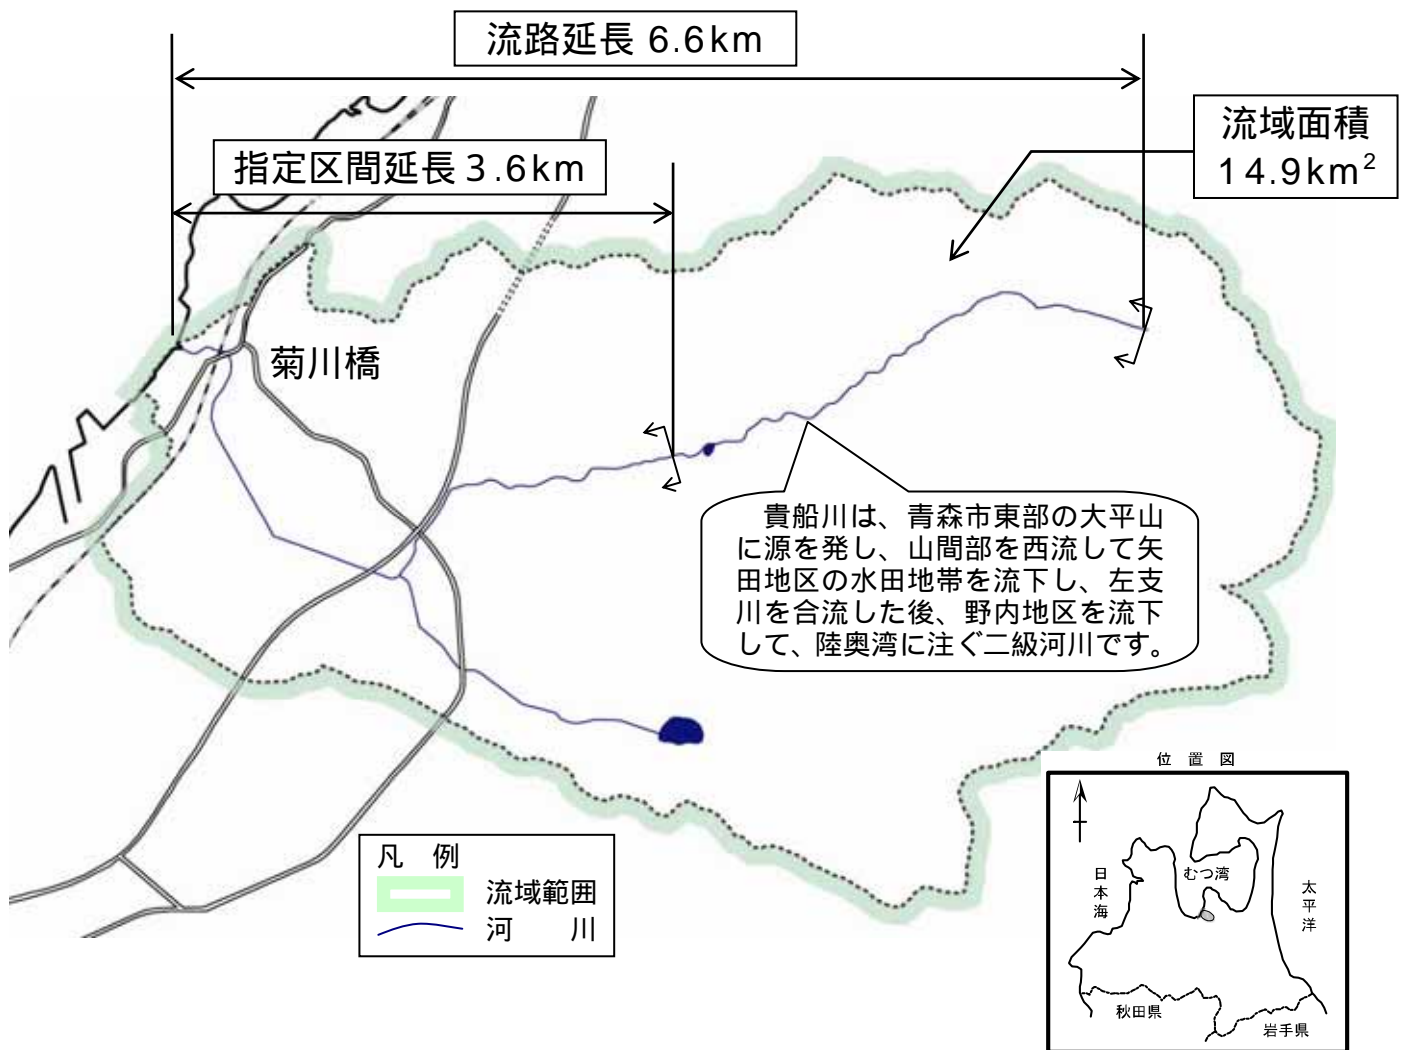 流路延長 6.6km
流域面積
14.9km²
指定区間延長 3.6km
菊川橋
貴船川は、青森市東部の大平山
に源を発し、山間部を西流して矢
田地区の水田地帯を流下し、左支
川を合流した後、野内地区を流下
して、陸奥湾に注ぐ二級河川です。
凡 例
流域範囲
河 川
位 置 図
むつ湾
日本海
太平洋
秋田県
岩手県